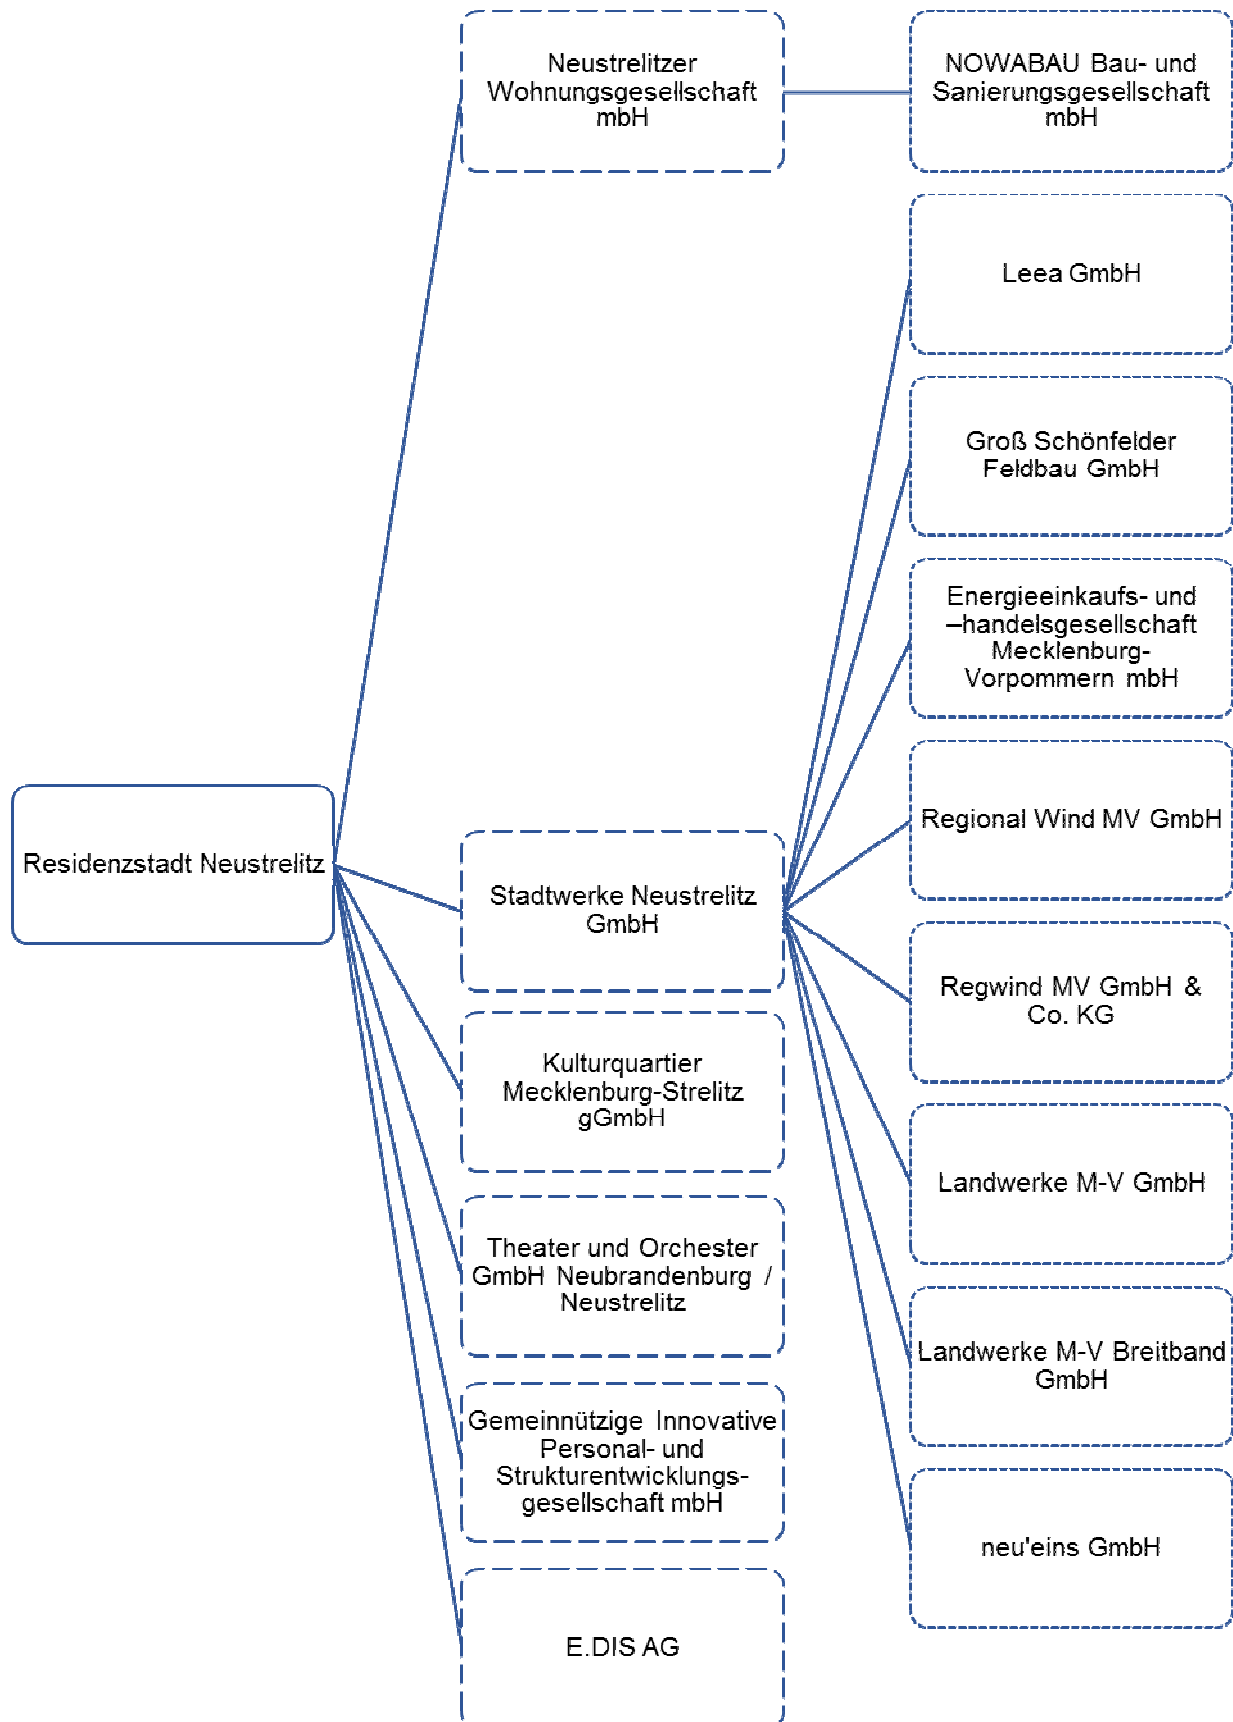 Neustrelitzer
Wohnungsgesellschaft
mbH
NOWABAU Bau- und
Sanierungsgesellschaft
mbH
Leea GmbH
Groß Schönfelder
Feldbau GmbH
Energieeinkaufs- und
–handelsgesellschaft
Mecklenburg-
Vorpommern mbH
Regional Wind MV GmbH
Residenzstadt Neustrelitz
Stadtwerke Neustrelitz
GmbH
Regwind MV GmbH &
Co. KG
Kulturquartier
Mecklenburg-Strelitz
gGmbH
Landwerke M-V GmbH
Theater und Orchester
GmbH Neubrandenburg /
Neustrelitz
Landwerke M-V Breitband
GmbH
Gemeinnützige Innovative
Personal- und
Strukturentwicklungs-
gesellschaft mbH
neu'eins GmbH
E.DIS AG